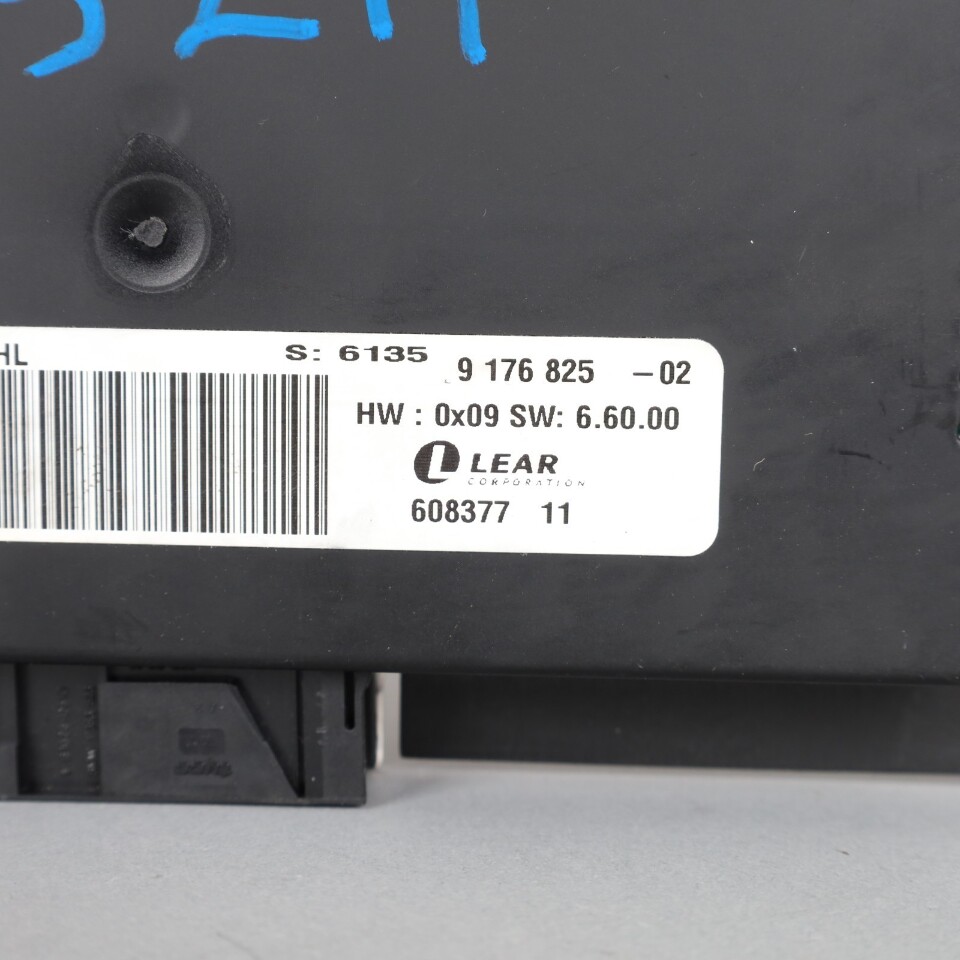 HL S: 6135
9 176 825 –02
HW : 0x09 SW: 6.60.00
LEAR
CORPORATION
608377 11